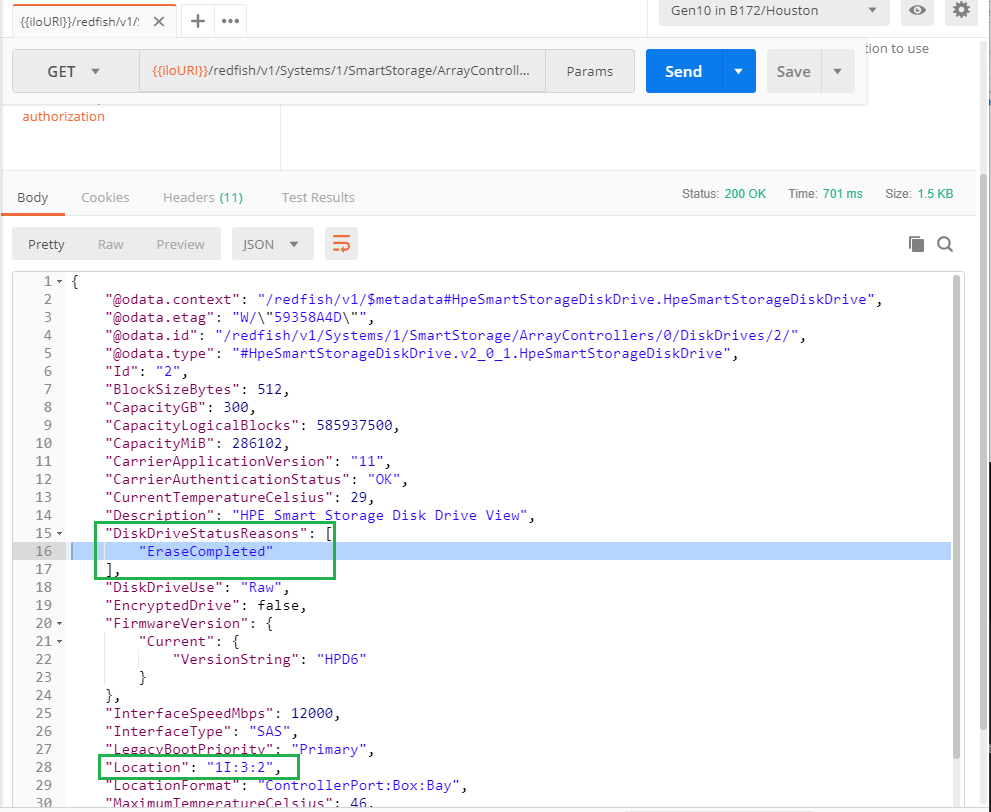 {{iloURI}}/redfish/v1/:
Gen10 in B172/Houston
GET {{iloURI}}/redfish/v1/Systems/1/SmartStorage/ArrayControll... Params Send Save
tion to use
authorization
Body Cookies Headers (11) Test Results Status: 200 OK Time: 701 ms Size: 1.5 KB
Pretty Raw Preview JSON
1 {
2 "@odata.context": "/redfish/v1/$metadata#HpeSmartStorageDiskDrive.HpeSmartStorageDiskDrive",
3 "@odata.etag": "W/\"59358A4D\"",
4 "@odata.id": "/redfish/v1/Systems/1/SmartStorage/ArrayControllers/0/DiskDrives/2/",
5 "@odata.type": "#HpeSmartStorageDiskDrive.v2_0_1.HpeSmartStorageDiskDrive",
6 "Id": "2",
7 "BlockSizeBytes": 512,
8 "CapacityGB": 300,
9 "CapacityLogicalBlocks": 585937500,
10 "CapacityMiB": 286102,
11 "CarrierApplicationVersion": "11",
12 "CarrierAuthenticationStatus": "OK",
13 "CurrentTemperatureCelsius": 29,
14 "Description": "HPE Smart Storage Disk Drive View",
15 "DiskDriveStatusReasons": [
16 "EraseCompleted"
17 ],
18 "DiskDriveUse": "Raw",
19 "EncryptedDrive": false,
20 "FirmwareVersion": {
21 "Current": {
22 "VersionString": "HPD6"
23 }
24 },
25 "InterfaceSpeedMbps": 12000,
26 "InterfaceType": "SAS",
27 "LegacyBootPriority": "Primary",
28 "Location": "1I:3:2",
29 "LocationFormat": "ControllerPort:Box:Bay",
30 "MaximumTemperatureCelsius": 46,